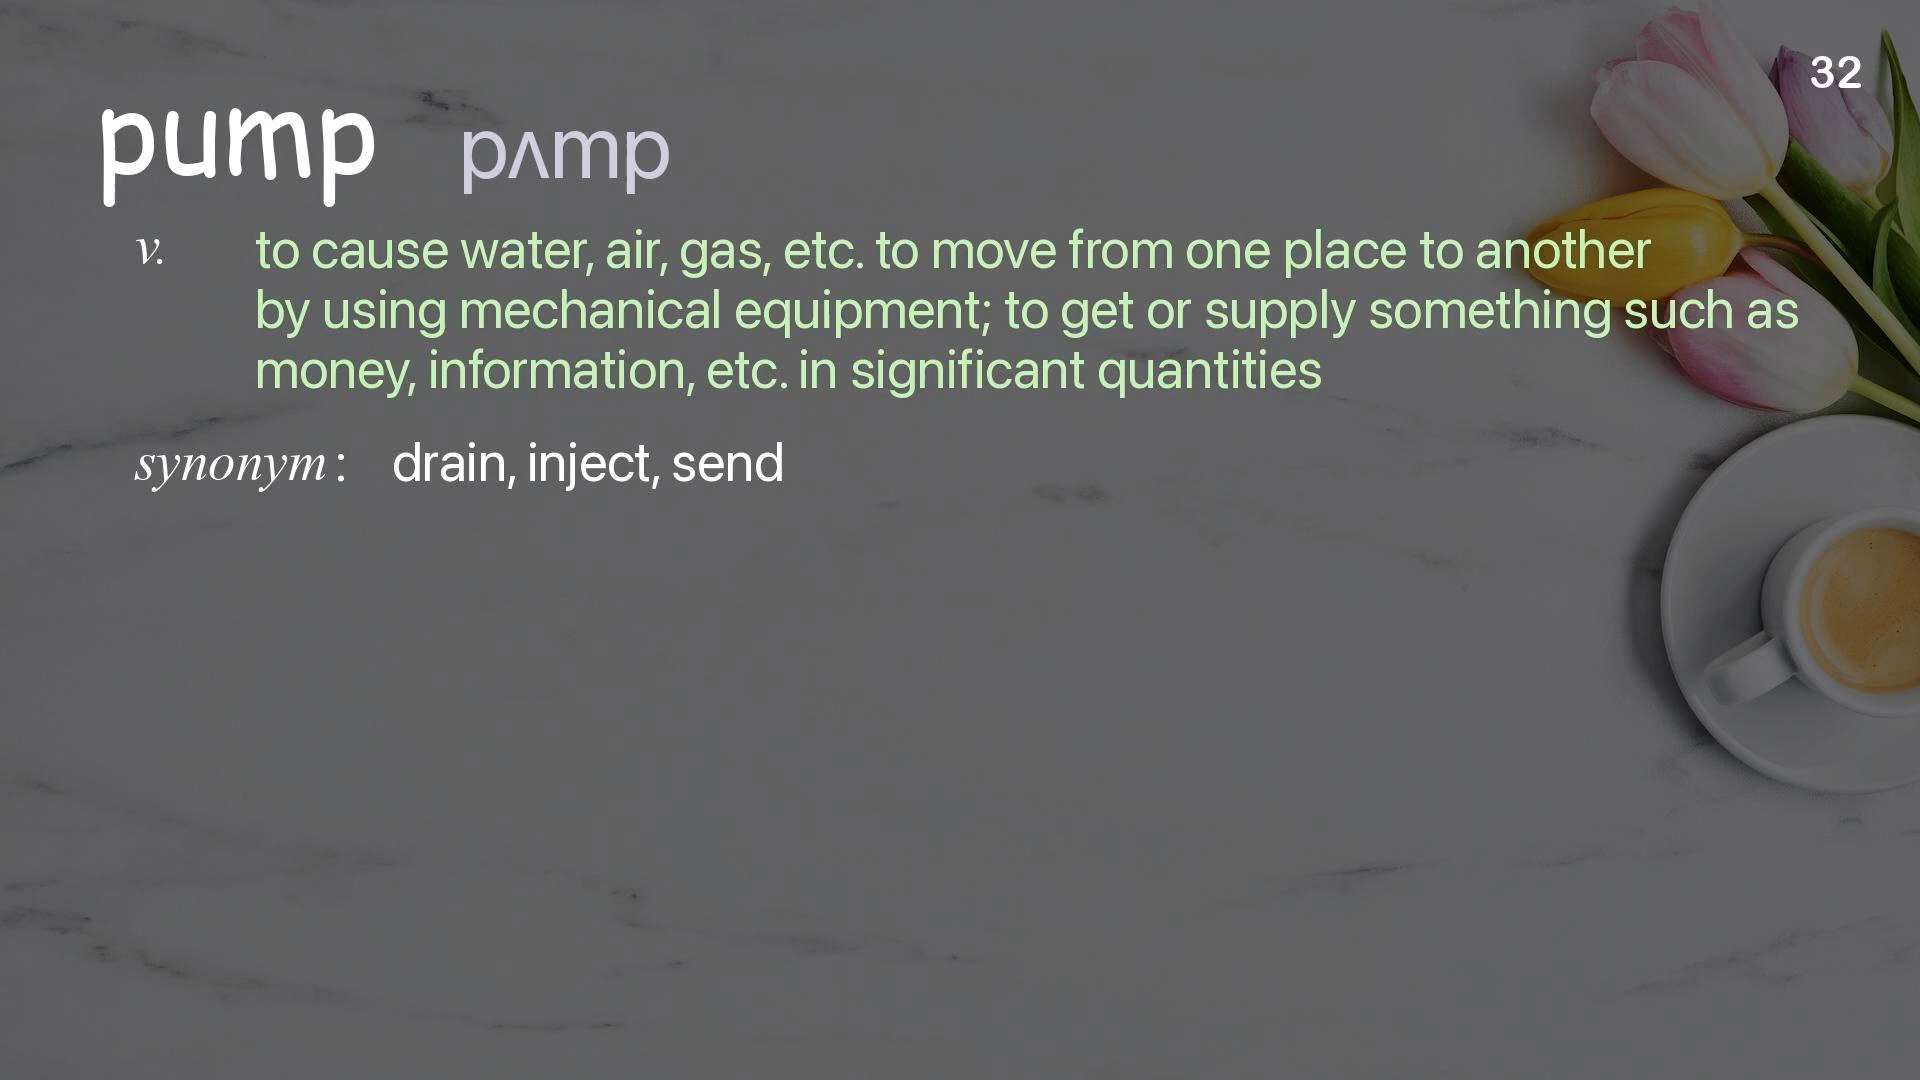 32
pump pʌmp
v. to cause water, air, gas, etc. to move from one place to another
by using mechanical equipment; to get or supply something such as
money, information, etc. in significant quantities
synonym: drain, inject, send